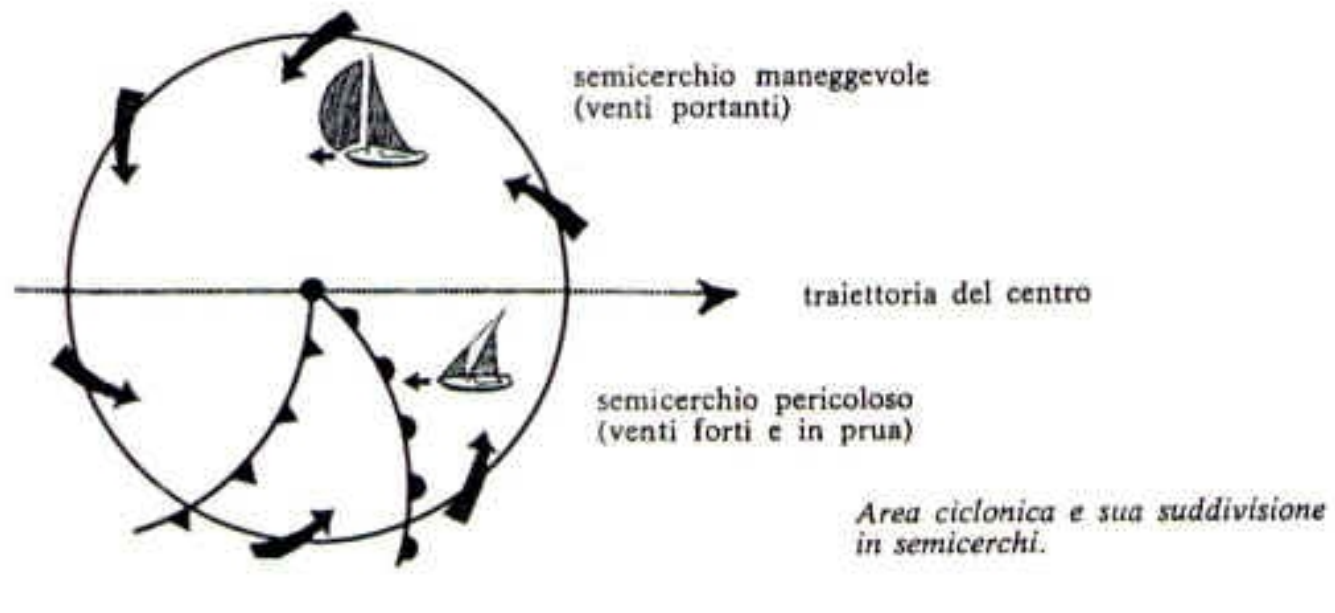 semicerchio maneggevole
(venti portanti)
traiettoria del centro
semicerchio pericoloso
(venti forti e in prua)
Area ciclonica e sua suddivisione
in semicerchi.